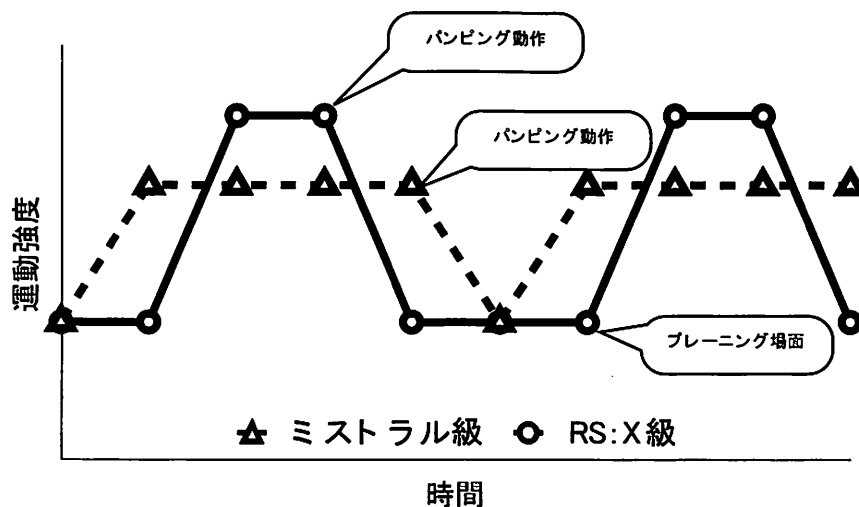 パンピング動作
パンピング動作
運動強度
プレーニング場面
ミストラル級 RS:X級
時間